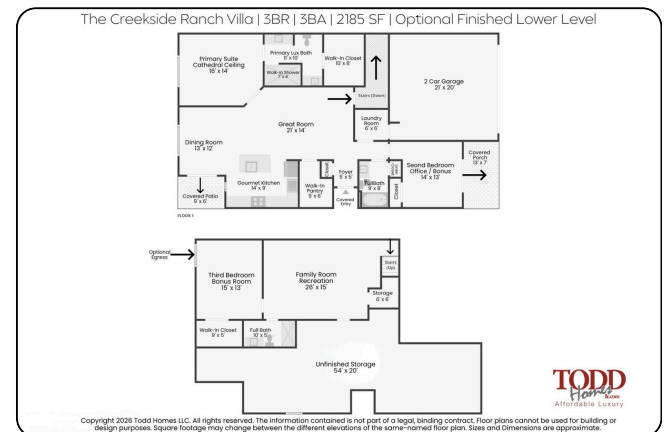 The Creekside Ranch Villa | 3BR | 3BA | 2185 SF | Optional Finished Lower Level
Primary Suite
Cathedral Ceiling
16' x 14'
Primary Lux Bath
11' x 10'
Walk-In Shower
7' x 4'
Walk-In Closet
10' x 8'
Stairs (Down)
2 Car Garage
21' x 20'
Great Room
21' x 14'
Laundry
Room
6' x 6'
Dining Room
13' x 12'
Gourmet Kitchen
14' x 9'
Walk-In
Pantry
9' x 6'
Closet
Foyer
5' x 5'
Covered
Entry
Full Bath
9' x 8'
Closet
Seond Bedroom
Office / Bonus
14' x 13'
Covered
Porch
13' x 7'
Covered Patio
9' x 6'
FLOOR 1
Optional
Egress
Third Bedroom
Bonus Room
15' x 13'
Family Room
Recreation
26' x 15'
Stairs
(Up)
Storage
6' x 6'
Walk-In Closet
9' x 5'
Full Bath
10' x 5'
Unfinished Storage
54' x 20'
TODD
Homes
llc.com
Affordable Luxury
Copyright 2026 Todd Homes LLC. All rights reserved. The information contained is not part of a legal, binding contract. Floor plans cannot be used for building or
design purposes. Square footage may change between the different elevations of the same-named floor plan. Sizes and Dimensions are approximate.